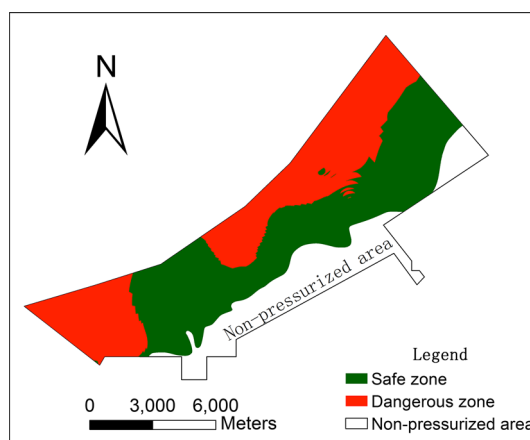 N
Non-pressurized area
Legend
Safe zone
Dangerous zone
Non-pressurized area
0 3,000 6,000
Meters